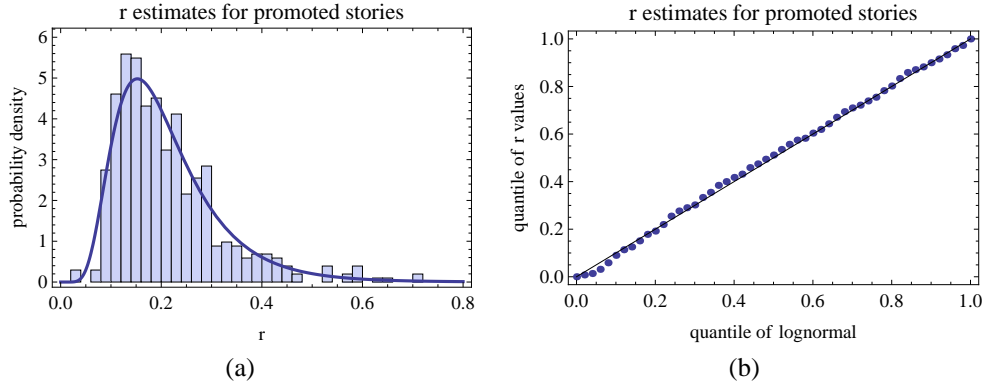 r estimates for promoted stories
probability density
6
5
4
3
2
1
0
0.0 0.2 0.4 0.6 0.8
r
(a)
r estimates for promoted stories
quantile of r values
1.0
0.8
0.6
0.4
0.2
0.0
0.0 0.2 0.4 0.6 0.8 1.0
quantile of lognormal
(b)